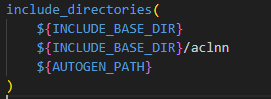 include_directories(
    ${INCLUDE_BASE_DIR}
    ${INCLUDE_BASE_DIR}/aclnn
    ${AUTOGEN_PATH}
)